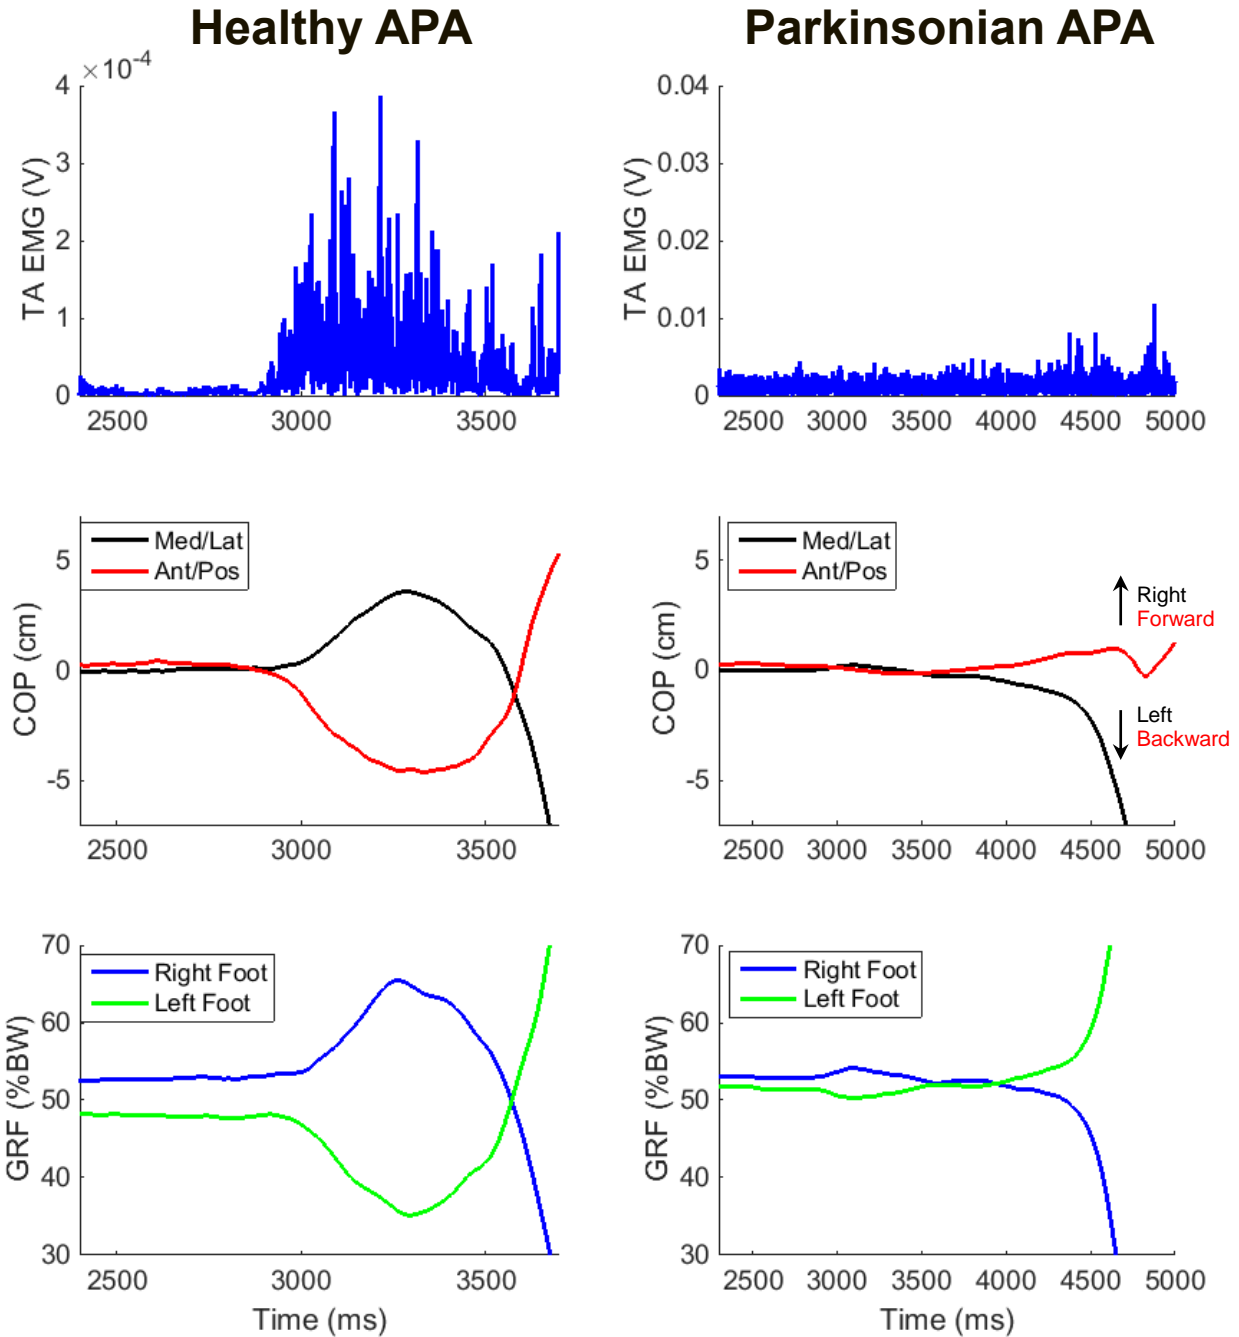 Healthy APA
Parkinsonian APA
×10-4
TA EMG (V)
4
3
2
1
0
2500 3000 3500
TA EMG (V)
0.04
0.03
0.02
0.01
0
2500 3000 3500 4000 4500 5000
COP (cm)
5
0
-5
Med/Lat
Ant/Pos
2500 3000 3500
COP (cm)
5
0
-5
Med/Lat
Ant/Pos
Right
Forward
Left
Backward
2500 3000 3500 4000 4500 5000
GRF (%BW)
70
60
50
40
30
Right Foot
Left Foot
2500 3000 3500
Time (ms)
GRF (%BW)
70
60
50
40
30
Right Foot
Left Foot
2500 3000 3500 4000 4500 5000
Time (ms)